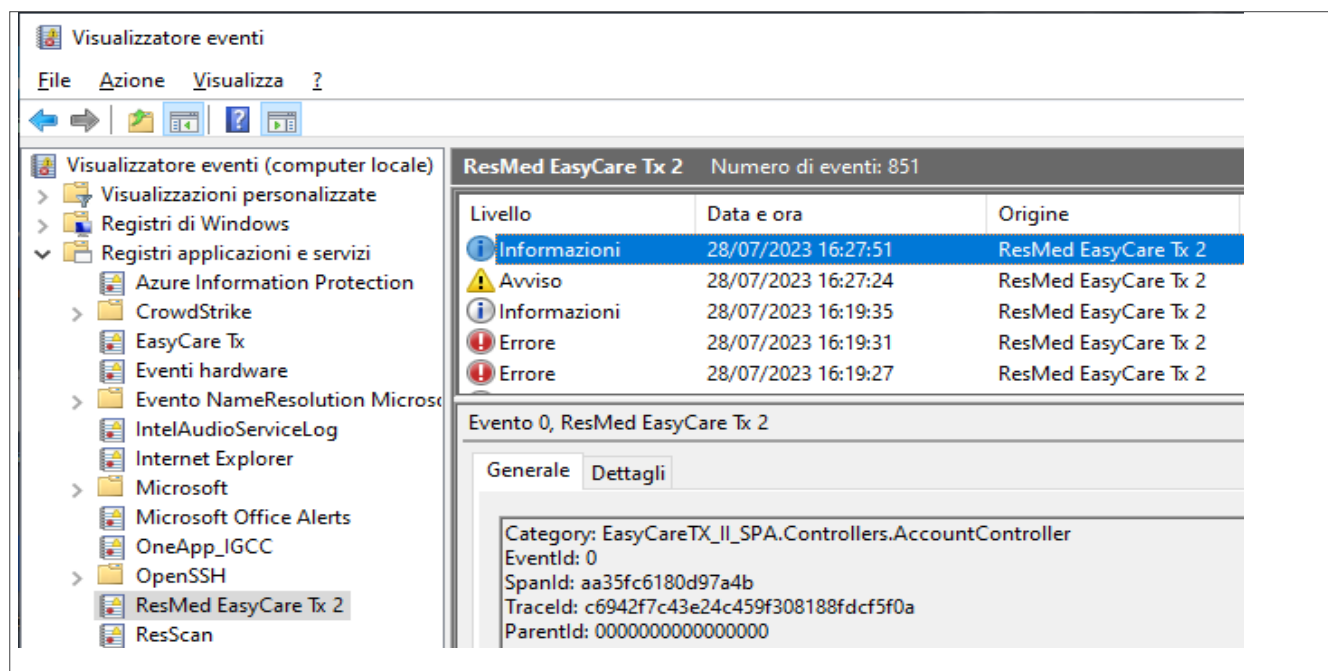 Visualizzatore eventi
File Azione Visualizza ?
Visualizzatore eventi (computer locale)
Visualizzazioni personalizzate
Registri di Windows
Registri applicazioni e servizi
Azure Information Protection
CrowdStrike
EasyCare Tx
Eventi hardware
Evento NameResolution Microso
IntelAudioServiceLog
Internet Explorer
Microsoft
Microsoft Office Alerts
OneApp_IGCC
OpenSSH
ResMed EasyCare Tx 2
ResScan
ResMed EasyCare Tx 2 Numero di eventi: 851
Livello Data e ora Origine
Informazioni 28/07/2023 16:27:51 ResMed EasyCare Tx 2
Avviso 28/07/2023 16:27:24 ResMed EasyCare Tx 2
Informazioni 28/07/2023 16:19:35 ResMed EasyCare Tx 2
Errore 28/07/2023 16:19:31 ResMed EasyCare Tx 2
Errore 28/07/2023 16:19:27 ResMed EasyCare Tx 2
Evento 0, ResMed EasyCare Tx 2
Generale Dettagli
Category: EasyCareTX_II_SPA.Controllers.AccountController
EventId: 0
SpanId: aa35fc6180d97a4b
TraceId: c6942f7c43e24c459f308188fdcf5f0a
ParentId: 0000000000000000